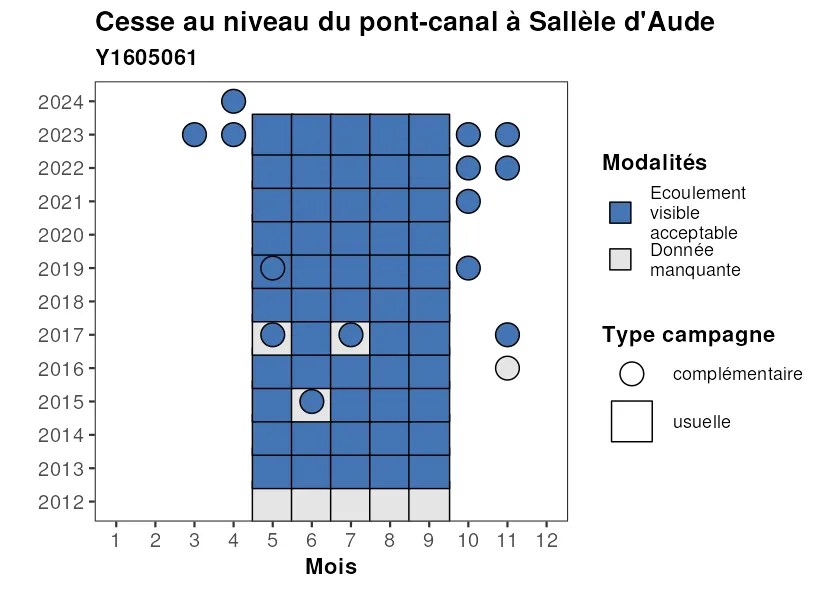 Cesse au niveau du pont-canal à Sallèle d'Aude
Y1605061
2024
2023
2022
2021
2020
2019
2018
2017
2016
2015
2014
2013
2012
1 2 3 4 5 6 7 8 9 10 11 12
Mois
Modalités
Ecoulement
visible
acceptable
Donnée
manquante
Type campagne
complémentaire
usuelle